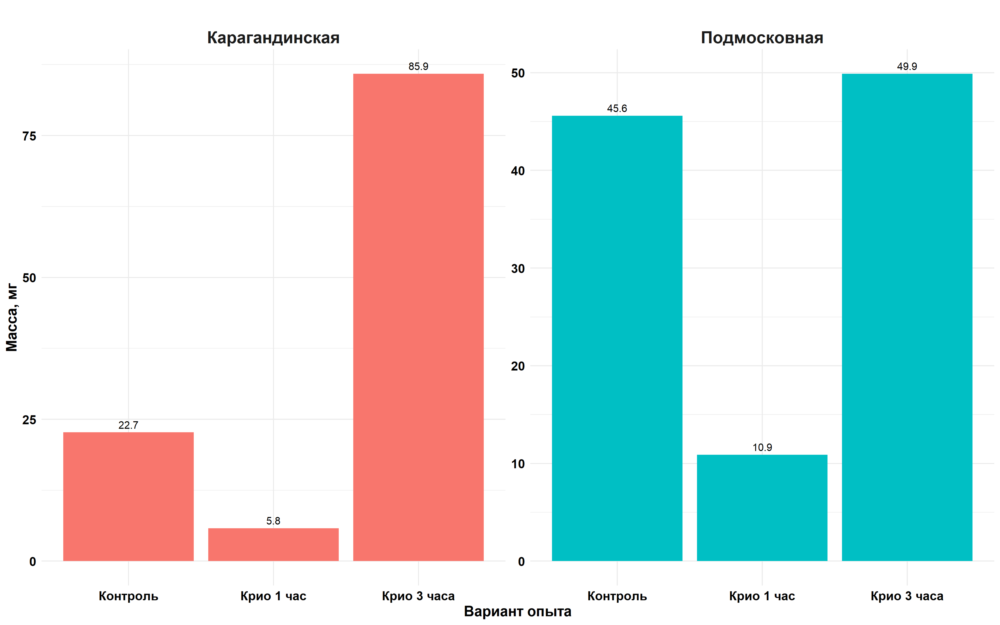 Карагандинская
Подмосковная
Масса, мг
75
50
25
0
22.7
5.8
85.9
Контроль
Крио 1 час
Крио 3 часа
50
40
30
20
10
0
45.6
10.9
49.9
Контроль
Крио 1 час
Крио 3 часа
Вариант опыта